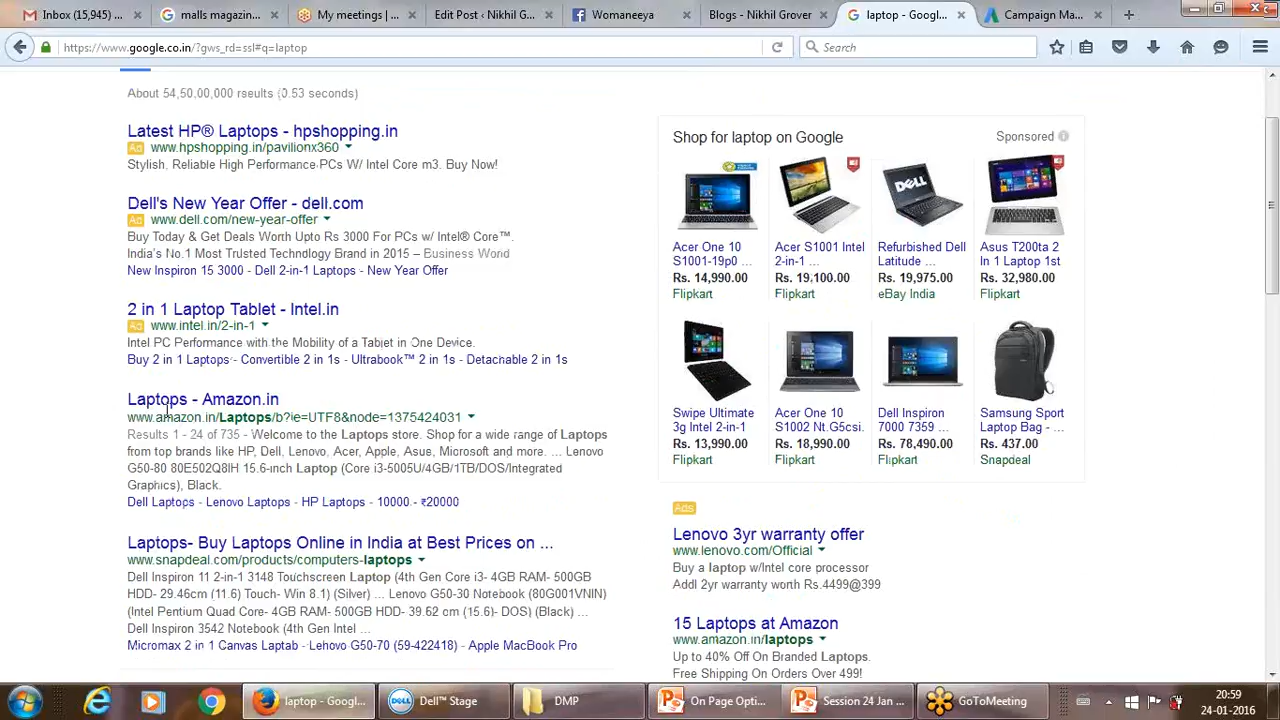 Inbox (15,945)
malls magazin...
My meetings | ...
Edit Post ‹ Nikhil G...
Womaneeya
Blogs - Nikhil Grover
laptop - Googl...
Campaign Ma...
https://www.google.co.in/?gws_rd=ssl#q=laptop
Search
About 54,50,00,000 results (0.53 seconds)
Latest HP® Laptops - hpshopping.in
Ad www.hpshopping.in/pavilionx360
Stylish. Reliable High Performance PCs W/ Intel Core m3. Buy Now!
Dell's New Year Offer - dell.com
Ad www.dell.com/new-year-offer
Buy Today & Get Deals Worth Upto Rs 3000 For PCs w/ Intel® Core™.
India's No.1 Most Trusted Technology Brand in 2015 – Business World
New Inspiron 15 3000 - Dell 2-in-1 Laptops - New Year Offer
2 in 1 Laptop Tablet - Intel.in
Ad www.intel.in/2-in-1
Intel PC Performance with the Mobility of a Tablet in One Device.
Buy 2 in 1 Laptops - Convertible 2 in 1s - Ultrabook™ 2 in 1s - Detachable 2 in 1s
Laptops - Amazon.in
www.amazon.in/Laptops/b?ie=UTF8&node=1375424031
Results 1 - 24 of 735 - Welcome to the Laptops store. Shop for a wide range of Laptops
from top brands like HP, Dell, Lenovo, Acer, Apple, Asus, Microsoft and more. ... Lenovo
G50-80 80E502Q8IH 15.6-inch Laptop (Core i3-5005U/4GB/1TB/DOS/Integrated
Graphics), Black.
Dell Laptops - Lenovo Laptops - HP Laptops - 10000 - ₹20000
Laptops- Buy Laptops Online in India at Best Prices on ...
www.snapdeal.com/products/computers-laptops
Dell Inspiron 11 2-in-1 3148 Touchscreen Laptop (4th Gen Core i3- 4GB RAM- 500GB
HDD- 29.46cm (11.6) Touch- Win 8.1) (Silver) ... Lenovo G50-30 Notebook (80G001VNIN)
(Intel Pentium Quad Core- 4GB RAM- 500GB HDD- 39.62 cm (15.6)- DOS) (Black) ...
Dell Inspiron 3542 Notebook (4th Gen Intel ...
Micromax 2 in 1 Canvas Laptab - Lenovo G50-70 (59-422418) - Apple MacBook Pro
Shop for laptop on Google
Sponsored
Acer One 10
S1001-19p0 ...
Rs. 14,990.00
Flipkart
Acer S1001 Intel
2-in-1 ...
Rs. 19,100.00
Flipkart
DELL
Refurbished Dell
Latitude ...
Rs. 19,975.00
eBay India
Asus T200ta 2
In 1 Laptop 1st
Rs. 32,980.00
Flipkart
Swipe Ultimate
3g Intel 2-in-1
Rs. 13,990.00
Flipkart
Acer One 10
S1002 Nt.G5csi.
Rs. 18,990.00
Flipkart
Dell Inspiron
7000 7359 ...
Rs. 78,490.00
Flipkart
Samsung Sport
Laptop Bag - ...
Rs. 437.00
Snapdeal
Ads
Lenovo 3yr warranty offer
www.lenovo.com/Official
Buy a laptop w/Intel core processor
Addl 2yr warranty worth Rs.4499@399
15 Laptops at Amazon
www.amazon.in/laptops
Up to 40% Off On Branded Laptops.
Free Shipping On Orders Over 499!
laptop - Googl...
DELL
Dell™ Stage
DMP
On Page Opti...
Session 24 Jan ...
GoToMeeting
20:59
24-01-2016